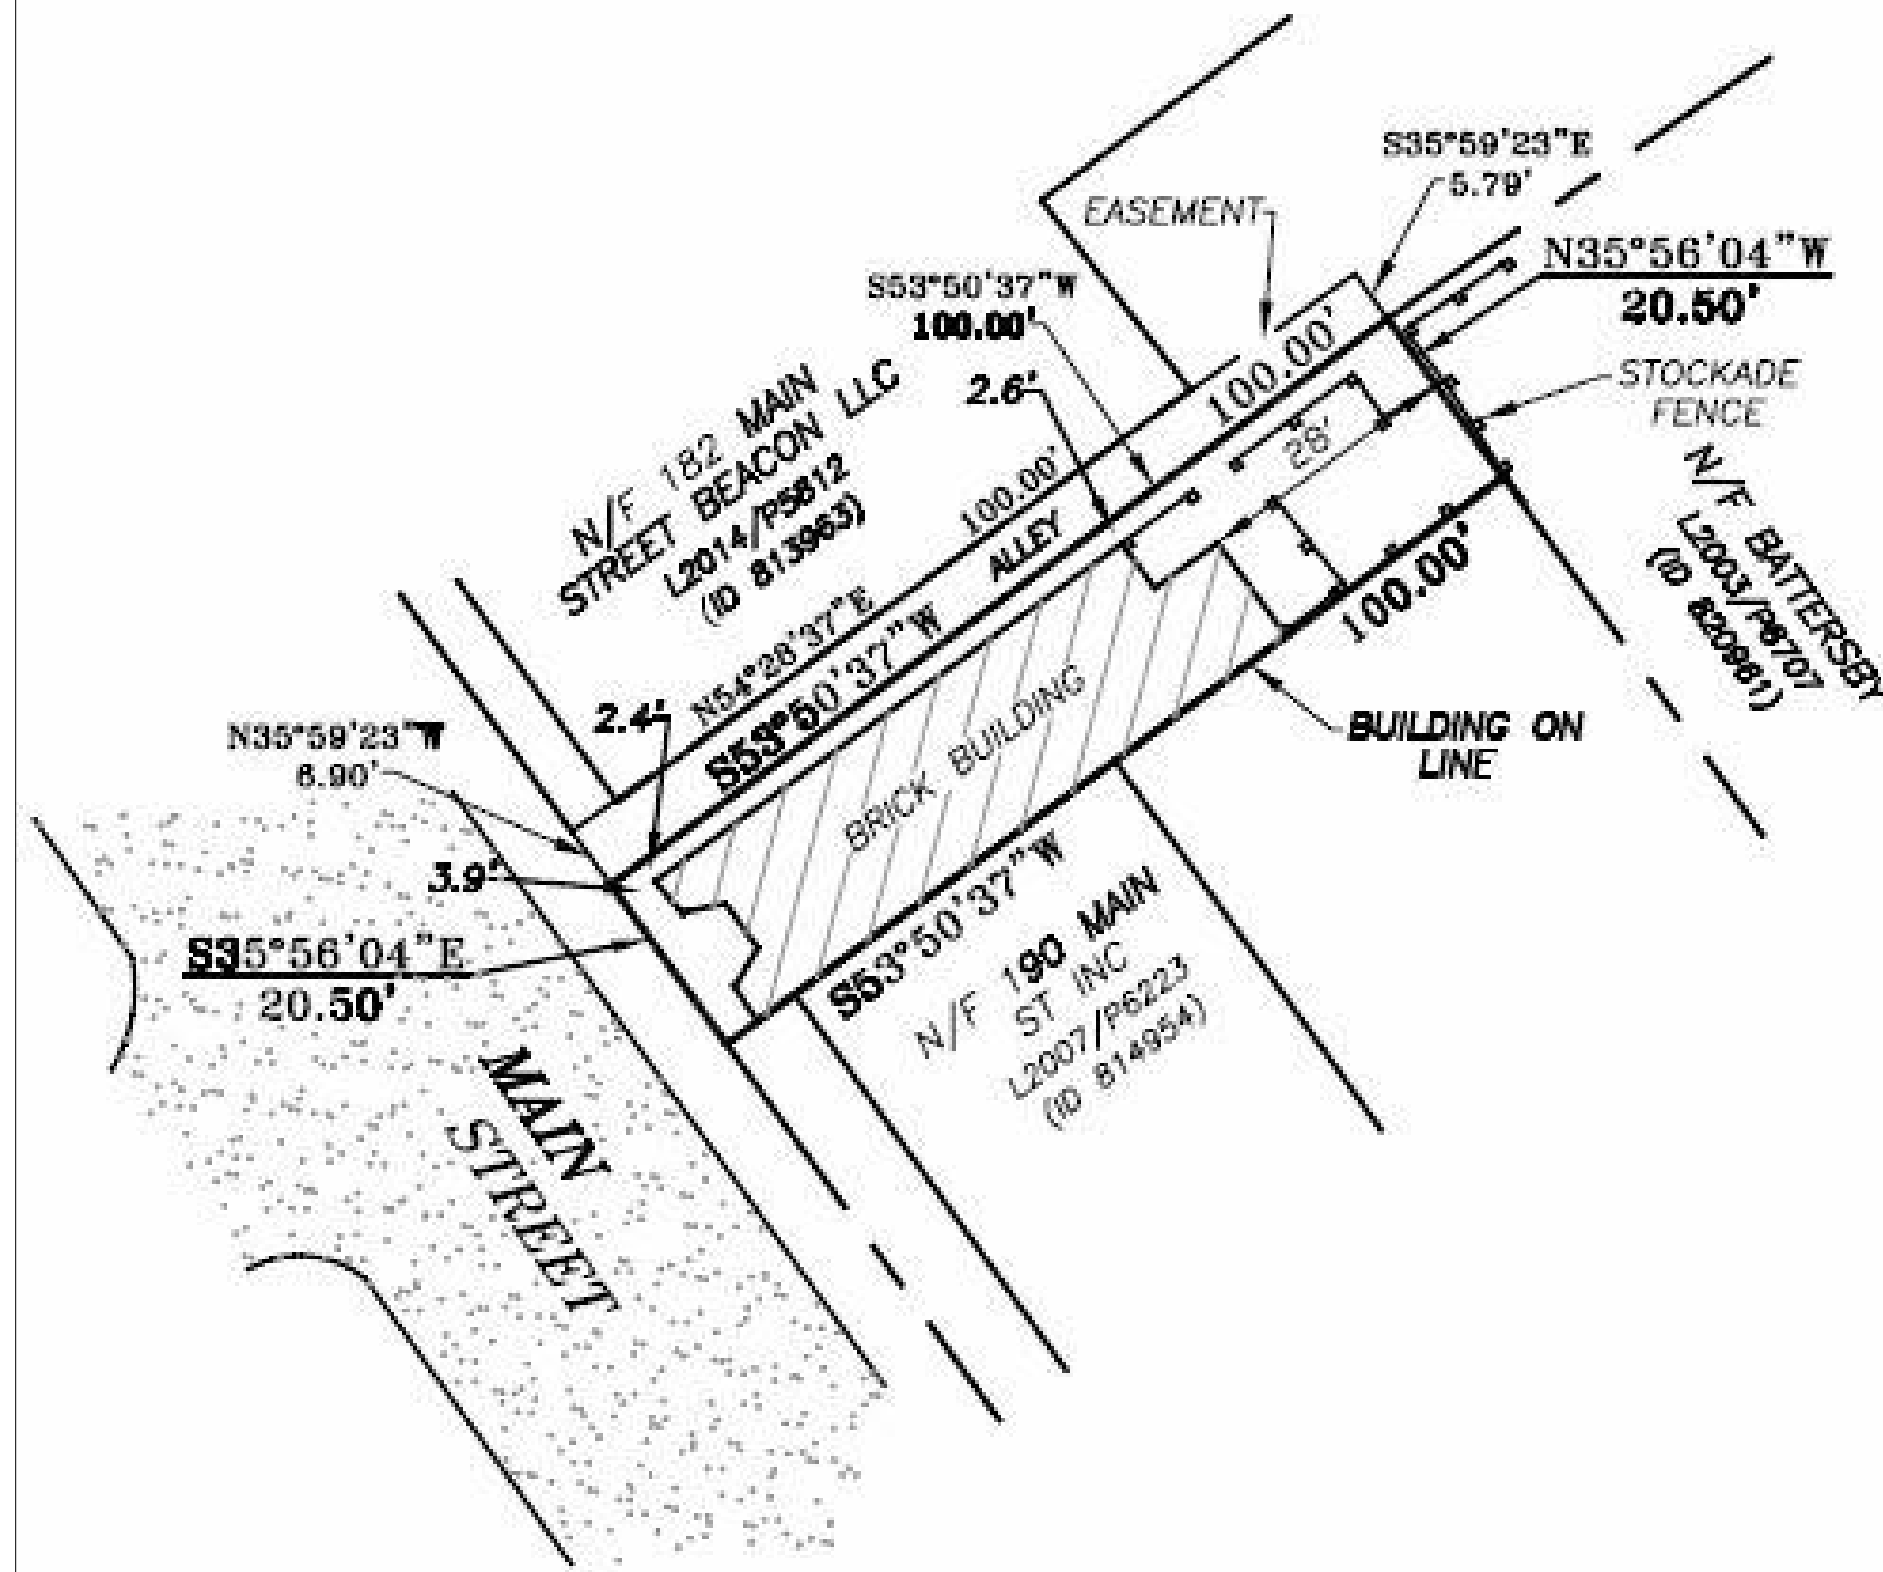 S35°59'23"E
5.79'
EASEMENT
N35°56'04"W
20.50'
S53°50'37"W
100.00'
2.6'
100.00'
STOCKADE
FENCE
28'
N/F 182 MAIN
STREET BEACON LLC
L2014/P5812
(ID 813963)
100.00'
ALLEY
N/F BATTERSBY
L2003/P6707
(ID 820961)
100.00'
N54°28'37"E
S53°50'37"W
2.4'
BRICK BUILDING
BUILDING ON
LINE
N35°59'23"W
6.90'
3.9'
S35°56'04"E
20.50'
S53°50'37"W
N/F 190 MAIN
ST INC
L2007/P6223
(ID 814954)
MAIN
STREET